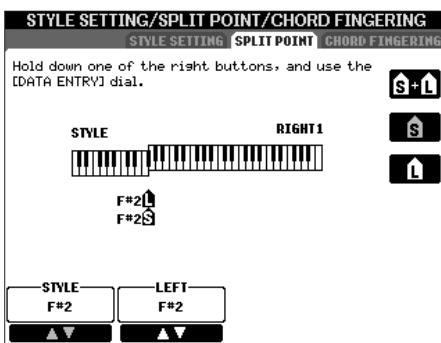 STYLE SETTING/SPLIT POINT/CHORD FINGERING
STYLE SETTING SPLIT POINT CHORD FINGERING
Hold down one of the right buttons, and use the
[DATA ENTRY] dial.
S+L
S
L
STYLE RIGHT1
F#2 L
F#2 S
STYLE LEFT
F#2 F#2